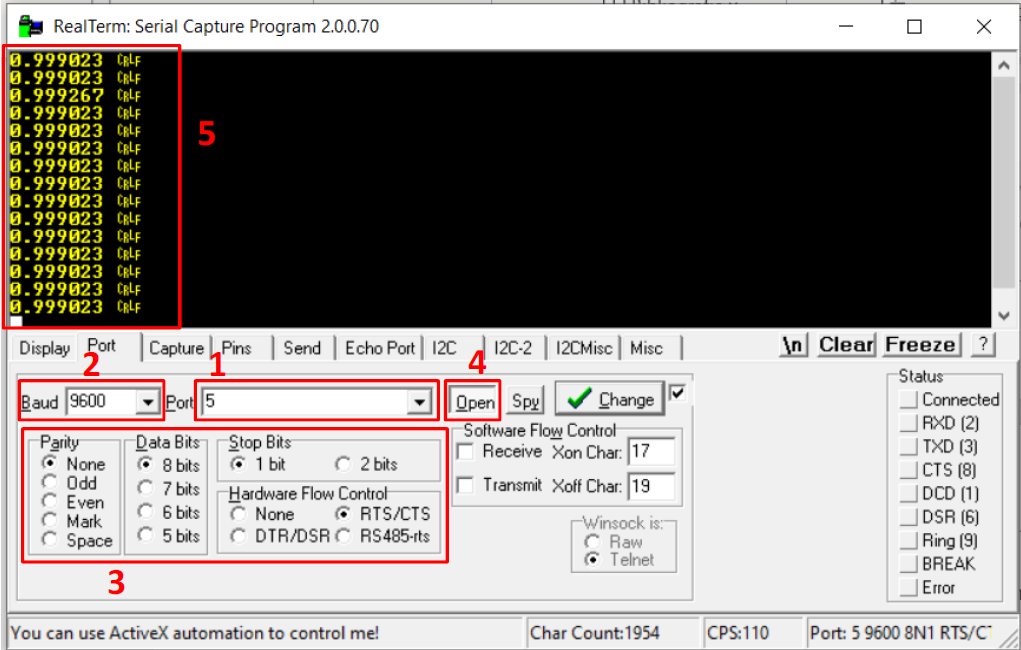 RealTerm: Serial Capture Program 2.0.0.70
0.999023 CRLF
0.999023 CRLF
0.999267 CRLF
0.999023 CRLF
0.999023 CRLF
0.999023 CRLF
0.999023 CRLF
0.999023 CRLF
0.999023 CRLF
0.999023 CRLF
0.999023 CRLF
0.999023 CRLF
0.999023 CRLF
0.999023 CRLF
0.999023 CRLF
5
Display Port Capture Pins Send Echo Port I2C I2C-2 I2CMisc Misc \n Clear Freeze ?
2 1 4
Baud 9600 Port 5 Open Spy Change
Parity
None
Odd
Even
Mark
Space
Data Bits
8 bits
7 bits
6 bits
5 bits
Stop Bits
1 bit 2 bits
Hardware Flow Control
None RTS/CTS
DTR/DSR RS485-rts
3
Software Flow Control
Receive Xon Char: 17
Transmit Xoff Char: 19
Winsock is:
Raw
Telnet
Status
Connected
RXD (2)
TXD (3)
CTS (8)
DCD (1)
DSR (6)
Ring (9)
BREAK
Error
You can use ActiveX automation to control me! Char Count:1954 CPS:110 Port: 5 9600 8N1 RTS/CT